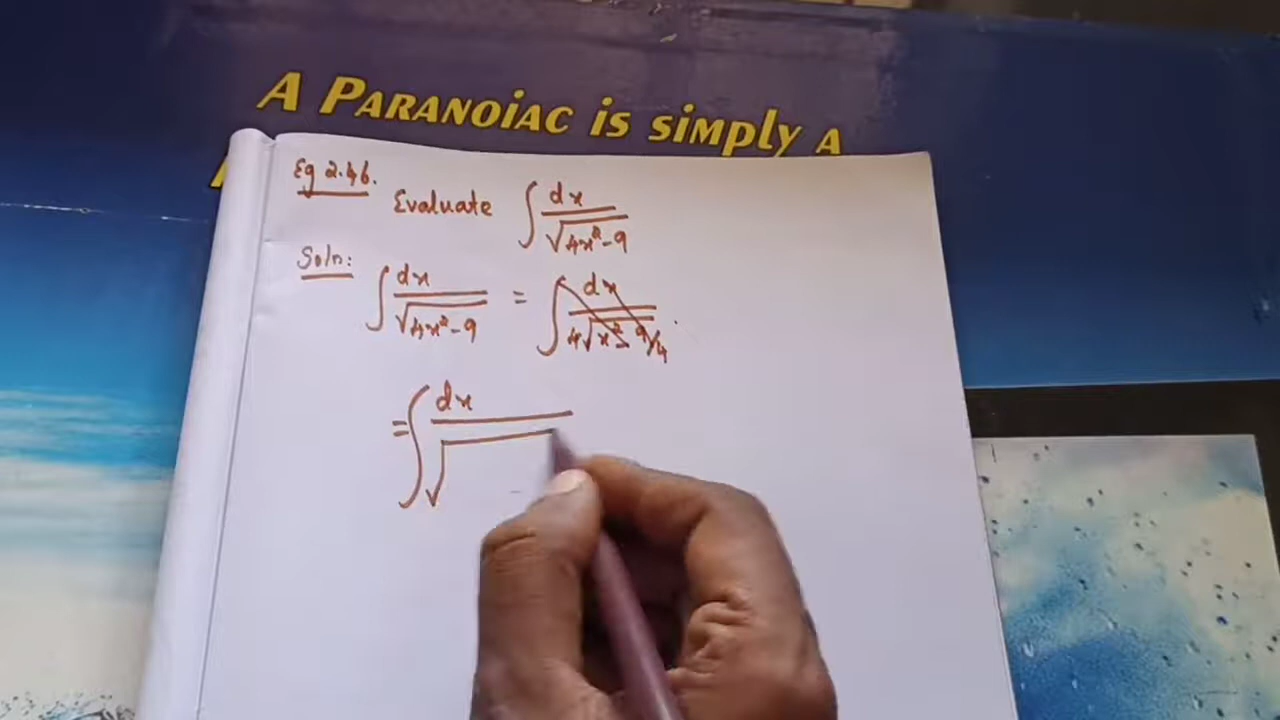 A PARANOiAC iS SiMPLY A
Eg 2.46.
Evaluate ∫ dx / √(4x²-9)
Soln:
∫ dx / √(4x²-9) = ∫ dx / 4√(x²-9/4)
= ∫ dx / √